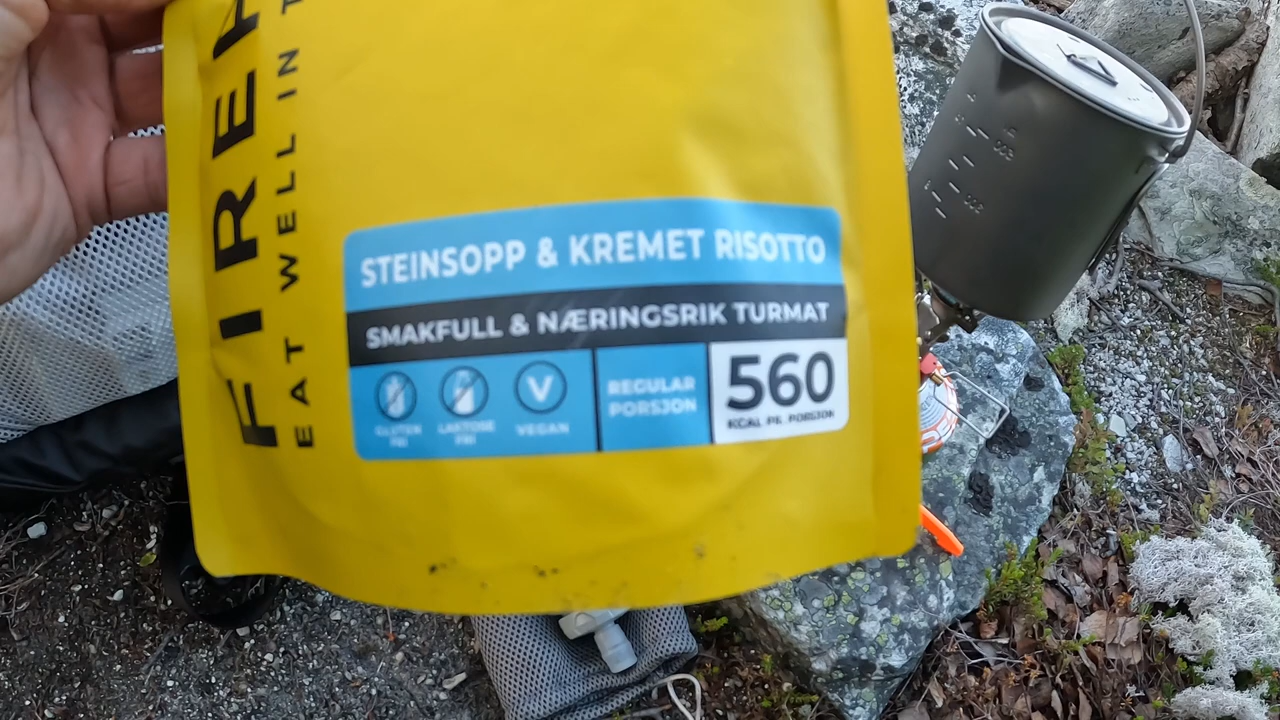 EAT WELL IN
STEINSOPP & KREMET RISOTTO
SMAKFULL & NÆRINGSRIK TURMAT
GLUTEN
FRI
LAKTOSE
FRI
V
VEGAN
REGULAR
PORSJON
560
KCAL PR. PORSJON